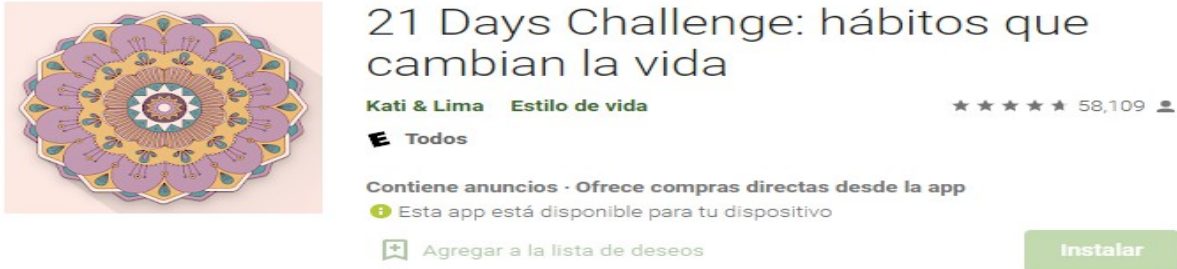 21 Days Challenge: hábitos que
cambian la vida
Kati & Lima Estilo de vida 58,109
E Todos
Contiene anuncios · Ofrece compras directas desde la app
Esta app está disponible para tu dispositivo
Agregar a la lista de deseos
Instalar